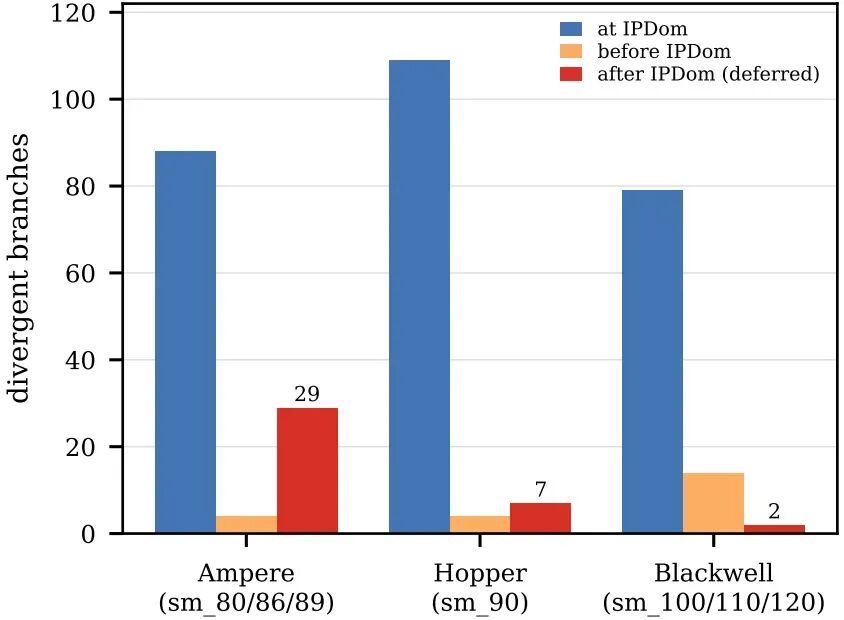 divergent branches
120
100
80
60
40
20
0
at IPDom
before IPDom
after IPDom (deferred)
29
7
2
Ampere
(sm_80/86/89)
Hopper
(sm_90)
Blackwell
(sm_100/110/120)